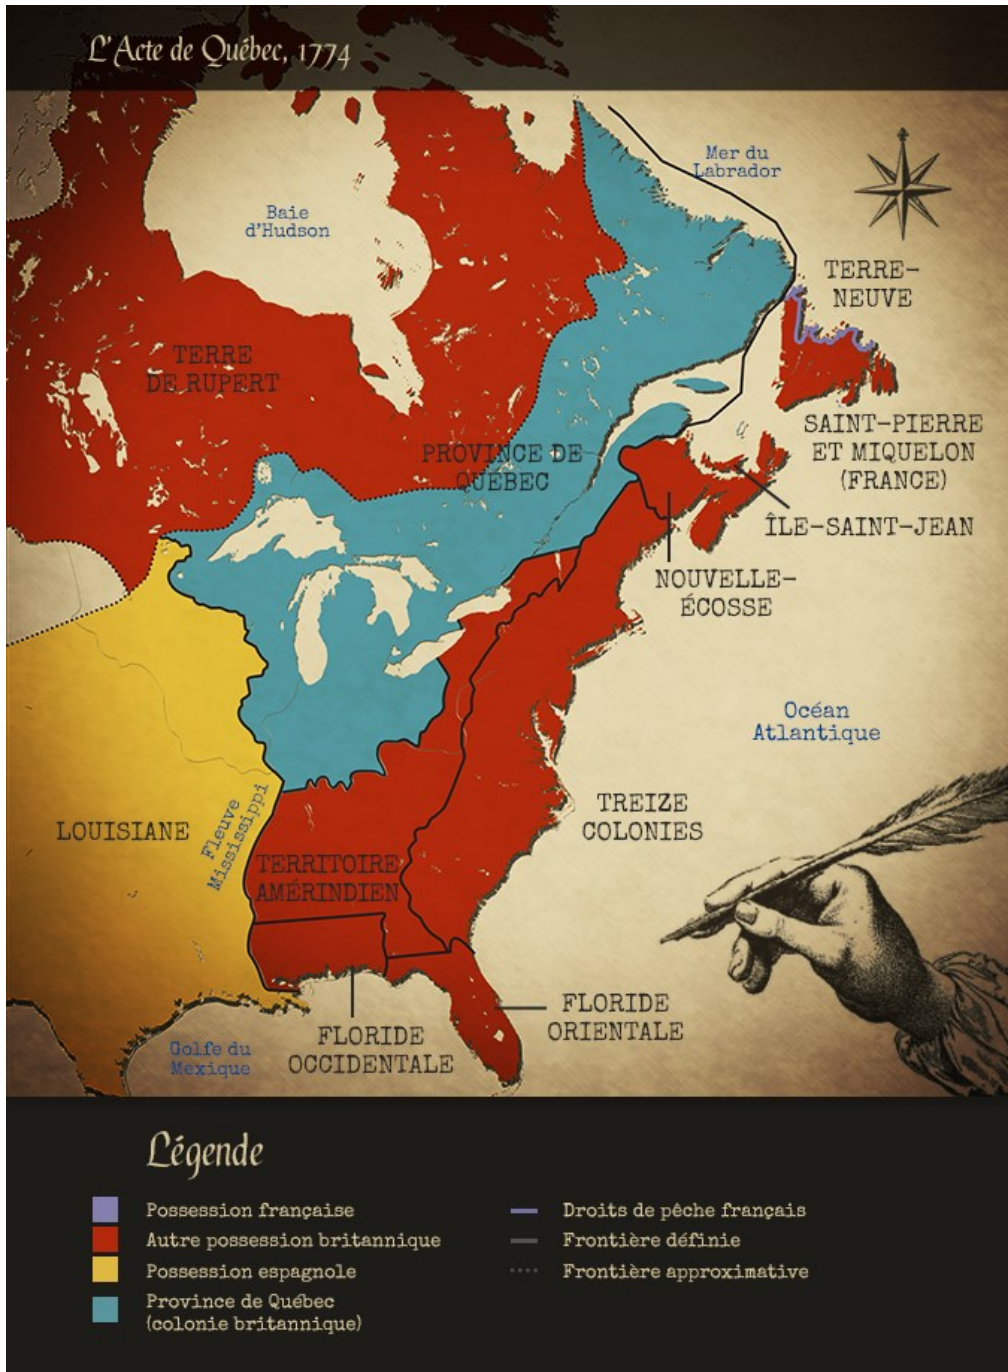 L'Acte de Québec, 1774
Mer du
Labrador
Baie
d'Hudson
TERRE-
NEUVE
TERRE
DE RUPERT
SAINT-PIERRE
ET MIQUELON
(FRANCE)
PROVINCE DE
QUÉBEC
ÎLE-SAINT-JEAN
NOUVELLE-
ÉCOSSE
Océan
Atlantique
TREIZE
COLONIES
LOUISIANE
Fleuve
Mississippi
TERRITOIRE
AMÉRINDIEN
FLORIDE
ORIENTALE
FLORIDE
OCCIDENTALE
Golfe du
Mexique
Légende
Possession française
Autre possession britannique
Possession espagnole
Province de Québec
(colonie britannique)
Droits de pêche français
Frontière définie
Frontière approximative